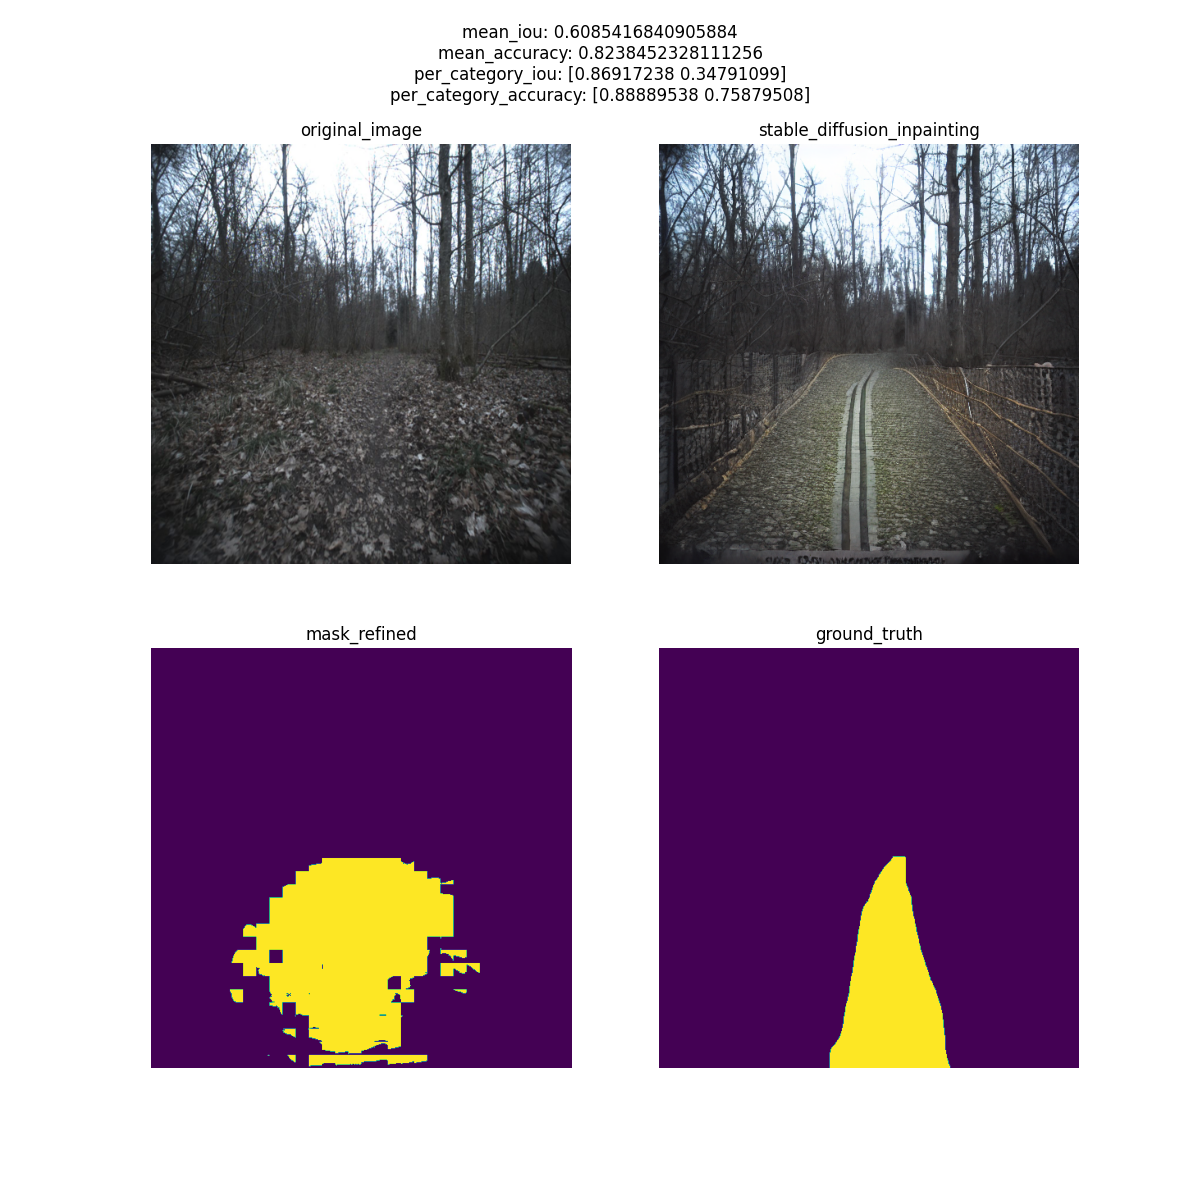 mean_iou: 0.6085416840905884
mean_accuracy: 0.8238452328111256
per_category_iou: [0.86917238 0.34791099]
per_category_accuracy: [0.88889538 0.75879508]
original_image
stable_diffusion_inpainting
mask_refined
ground_truth